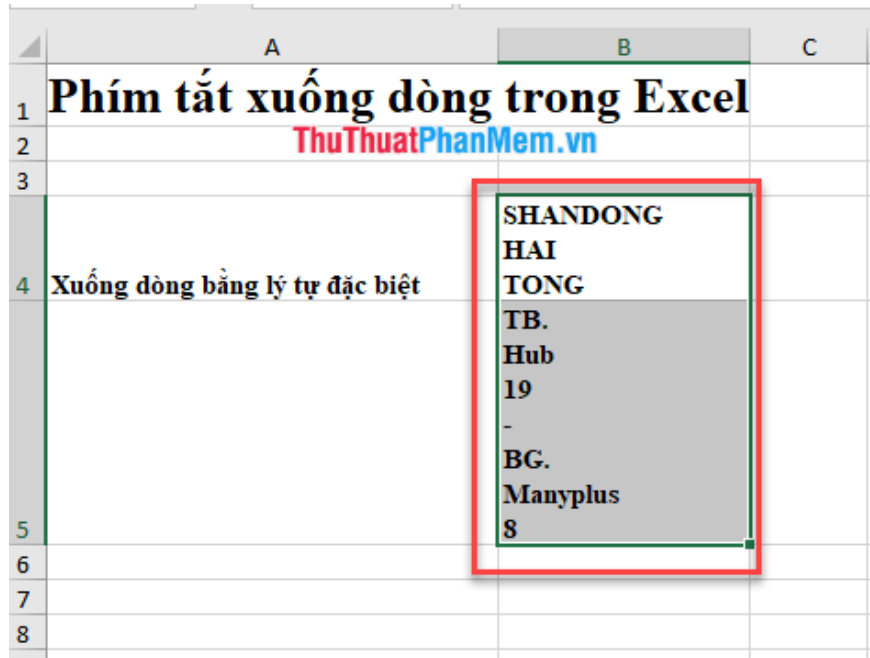 A B C
1 Phím tắt xuống dòng trong Excel
2 ThuThuatPhanMem.vn
3
SHANDONG
HAI
4 Xuống dòng bằng lý tự đặc biệt TONG
TB.
Hub
19
-
BG.
Manyplus
5 8
6
7
8